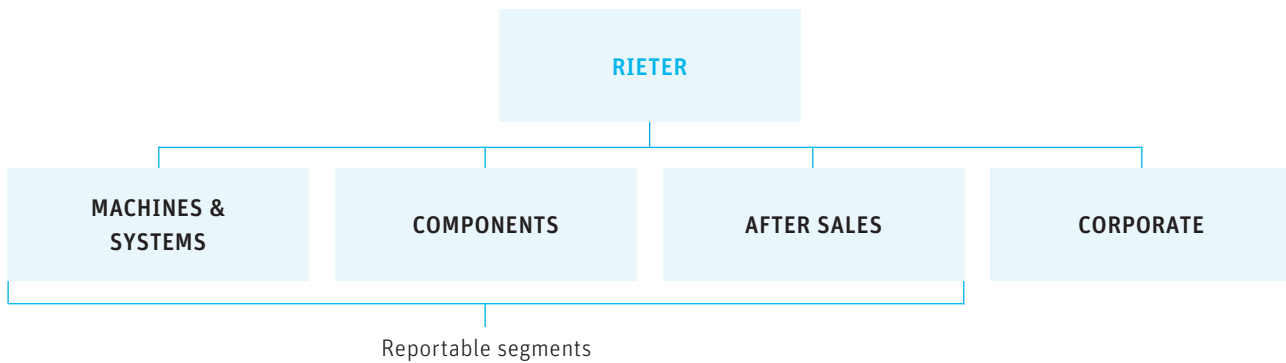 RIETER
MACHINES &
SYSTEMS
COMPONENTS
AFTER SALES
CORPORATE
Reportable segments